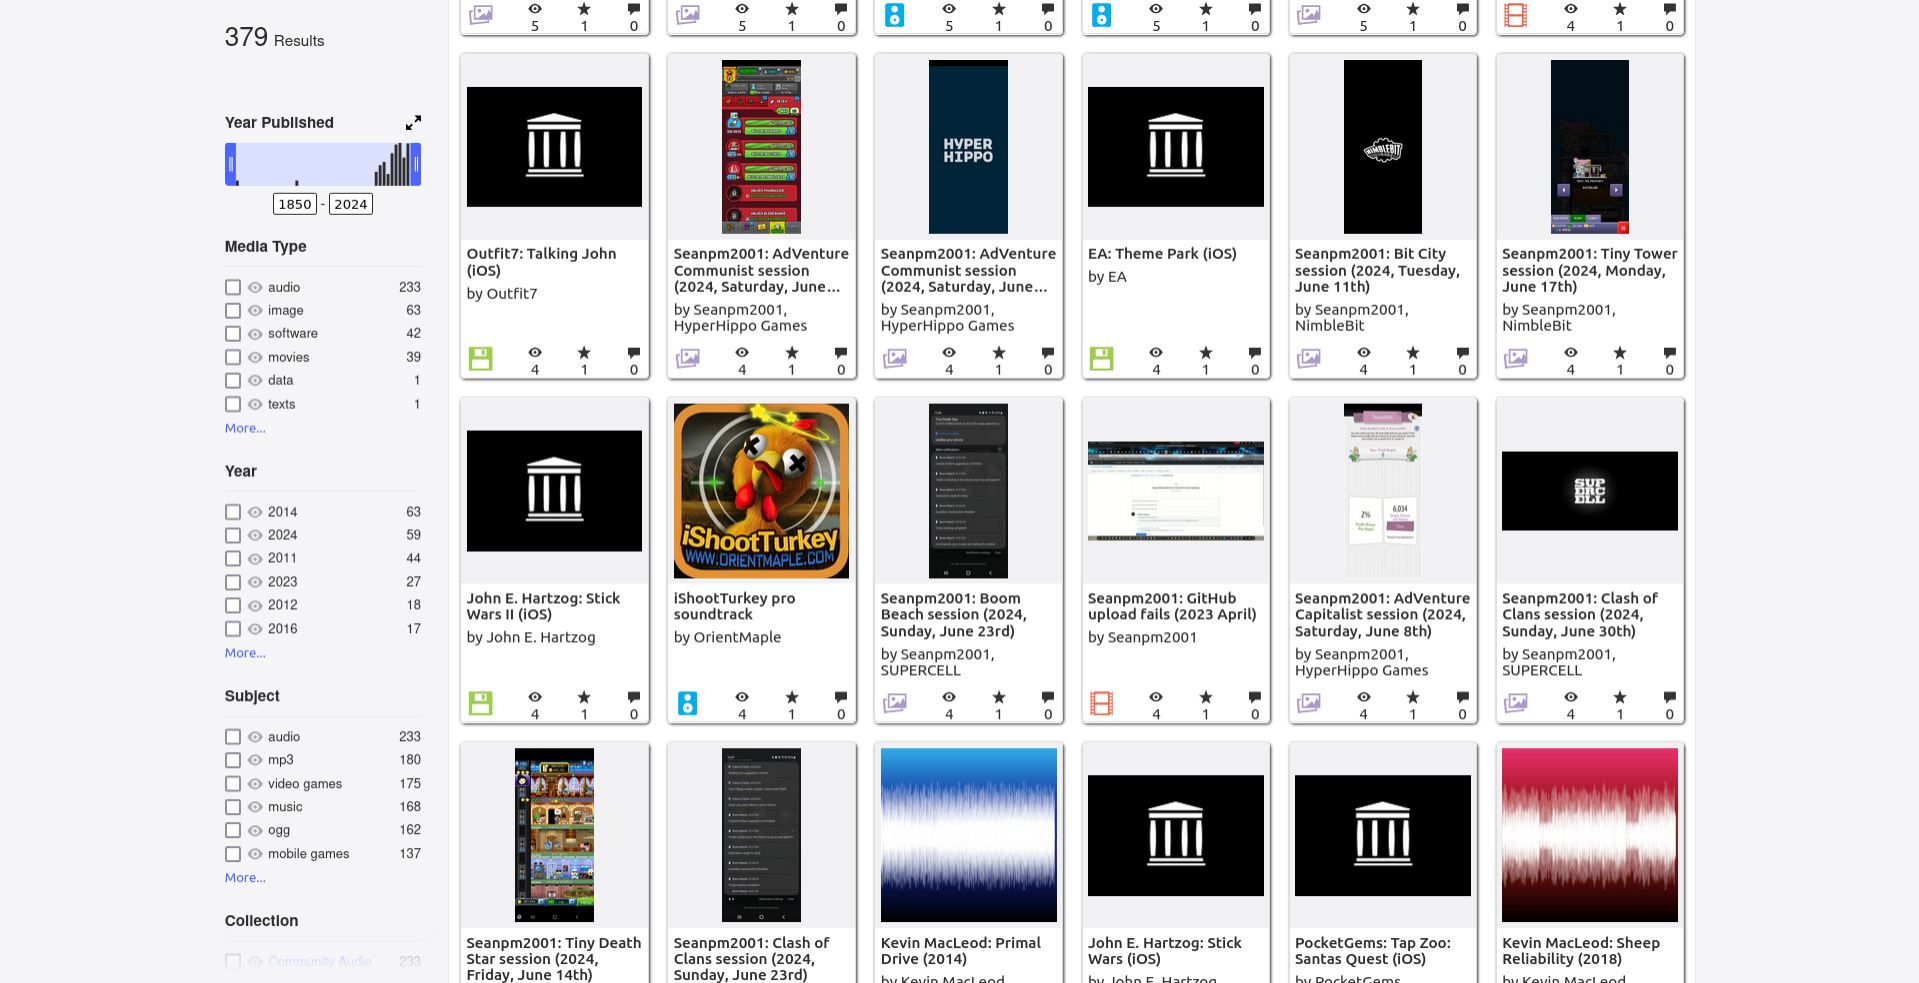 379 Results
Year Published
1850 - 2024
Media Type
audio 233
image 63
software 42
movies 39
data 1
texts 1
More...
Year
2014 63
2024 59
2011 44
2023 27
2012 18
2016 17
More...
Subject
audio 233
mp3 180
video games 175
music 168
ogg 162
mobile games 137
More...
Collection
Community Audio 233
5 1 0
5 1 0
5 1 0
5 1 0
5 1 0
4 1 0
Outfit7: Talking John
(iOS)
by Outfit7
4 1 0
Seanpm2001: AdVenture
Communist session
(2024, Saturday, June...
by Seanpm2001,
HyperHippo Games
4 1 0
HYPER
HIPPO
Seanpm2001: AdVenture
Communist session
(2024, Saturday, June...
by Seanpm2001,
HyperHippo Games
4 1 0
EA: Theme Park (iOS)
by EA
4 1 0
NIMBLEBIT
Seanpm2001: Bit City
session (2024, Tuesday,
June 11th)
by Seanpm2001,
NimbleBit
4 1 0
Seanpm2001: Tiny Tower
session (2024, Monday,
June 17th)
by Seanpm2001,
NimbleBit
4 1 0
John E. Hartzog: Stick
Wars II (iOS)
by John E. Hartzog
4 1 0
iShootTurkey
WWW.ORIENTMAPLE.COM
iShootTurkey pro
soundtrack
by OrientMaple
4 1 0
Seanpm2001: Boom
Beach session (2024,
Sunday, June 23rd)
by Seanpm2001,
SUPERCELL
4 1 0
Seanpm2001: GitHub
upload fails (2023 April)
by Seanpm2001
4 1 0
2%
6,034
Seanpm2001: AdVenture
Capitalist session (2024,
Saturday, June 8th)
by Seanpm2001,
HyperHippo Games
4 1 0
SUP
ERC
ELL
Seanpm2001: Clash of
Clans session (2024,
Sunday, June 30th)
by Seanpm2001,
SUPERCELL
4 1 0
Seanpm2001: Tiny Death
Star session (2024,
Friday, June 14th)
Seanpm2001: Clash of
Clans session (2024,
Sunday, June 23rd)
Kevin MacLeod: Primal
Drive (2014)
by Kevin MacLeod
John E. Hartzog: Stick
Wars (iOS)
by John E. Hartzog
PocketGems: Tap Zoo:
Santas Quest (iOS)
by PocketGems
Kevin MacLeod: Sheep
Reliability (2018)
by Kevin MacLeod